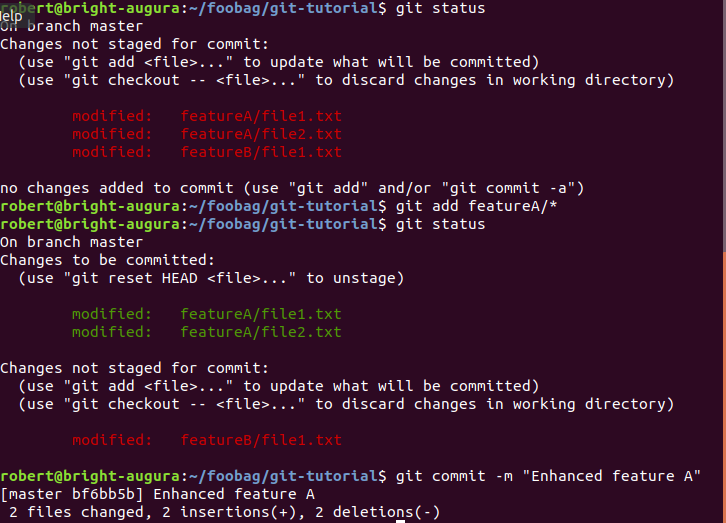 Help
robert@bright-augura:~/foobag/git-tutorial$ git status
On branch master
Changes not staged for commit:
  (use "git add <file>..." to update what will be committed)
  (use "git checkout -- <file>..." to discard changes in working directory)

        modified:   featureA/file1.txt
        modified:   featureA/file2.txt
        modified:   featureB/file1.txt

no changes added to commit (use "git add" and/or "git commit -a")
robert@bright-augura:~/foobag/git-tutorial$ git add featureA/*
robert@bright-augura:~/foobag/git-tutorial$ git status
On branch master
Changes to be committed:
  (use "git reset HEAD <file>..." to unstage)

        modified:   featureA/file1.txt
        modified:   featureA/file2.txt

Changes not staged for commit:
  (use "git add <file>..." to update what will be committed)
  (use "git checkout -- <file>..." to discard changes in working directory)

        modified:   featureB/file1.txt

robert@bright-augura:~/foobag/git-tutorial$ git commit -m "Enhanced feature A"
[master bf6bb5b] Enhanced feature A
 2 files changed, 2 insertions(+), 2 deletions(-)